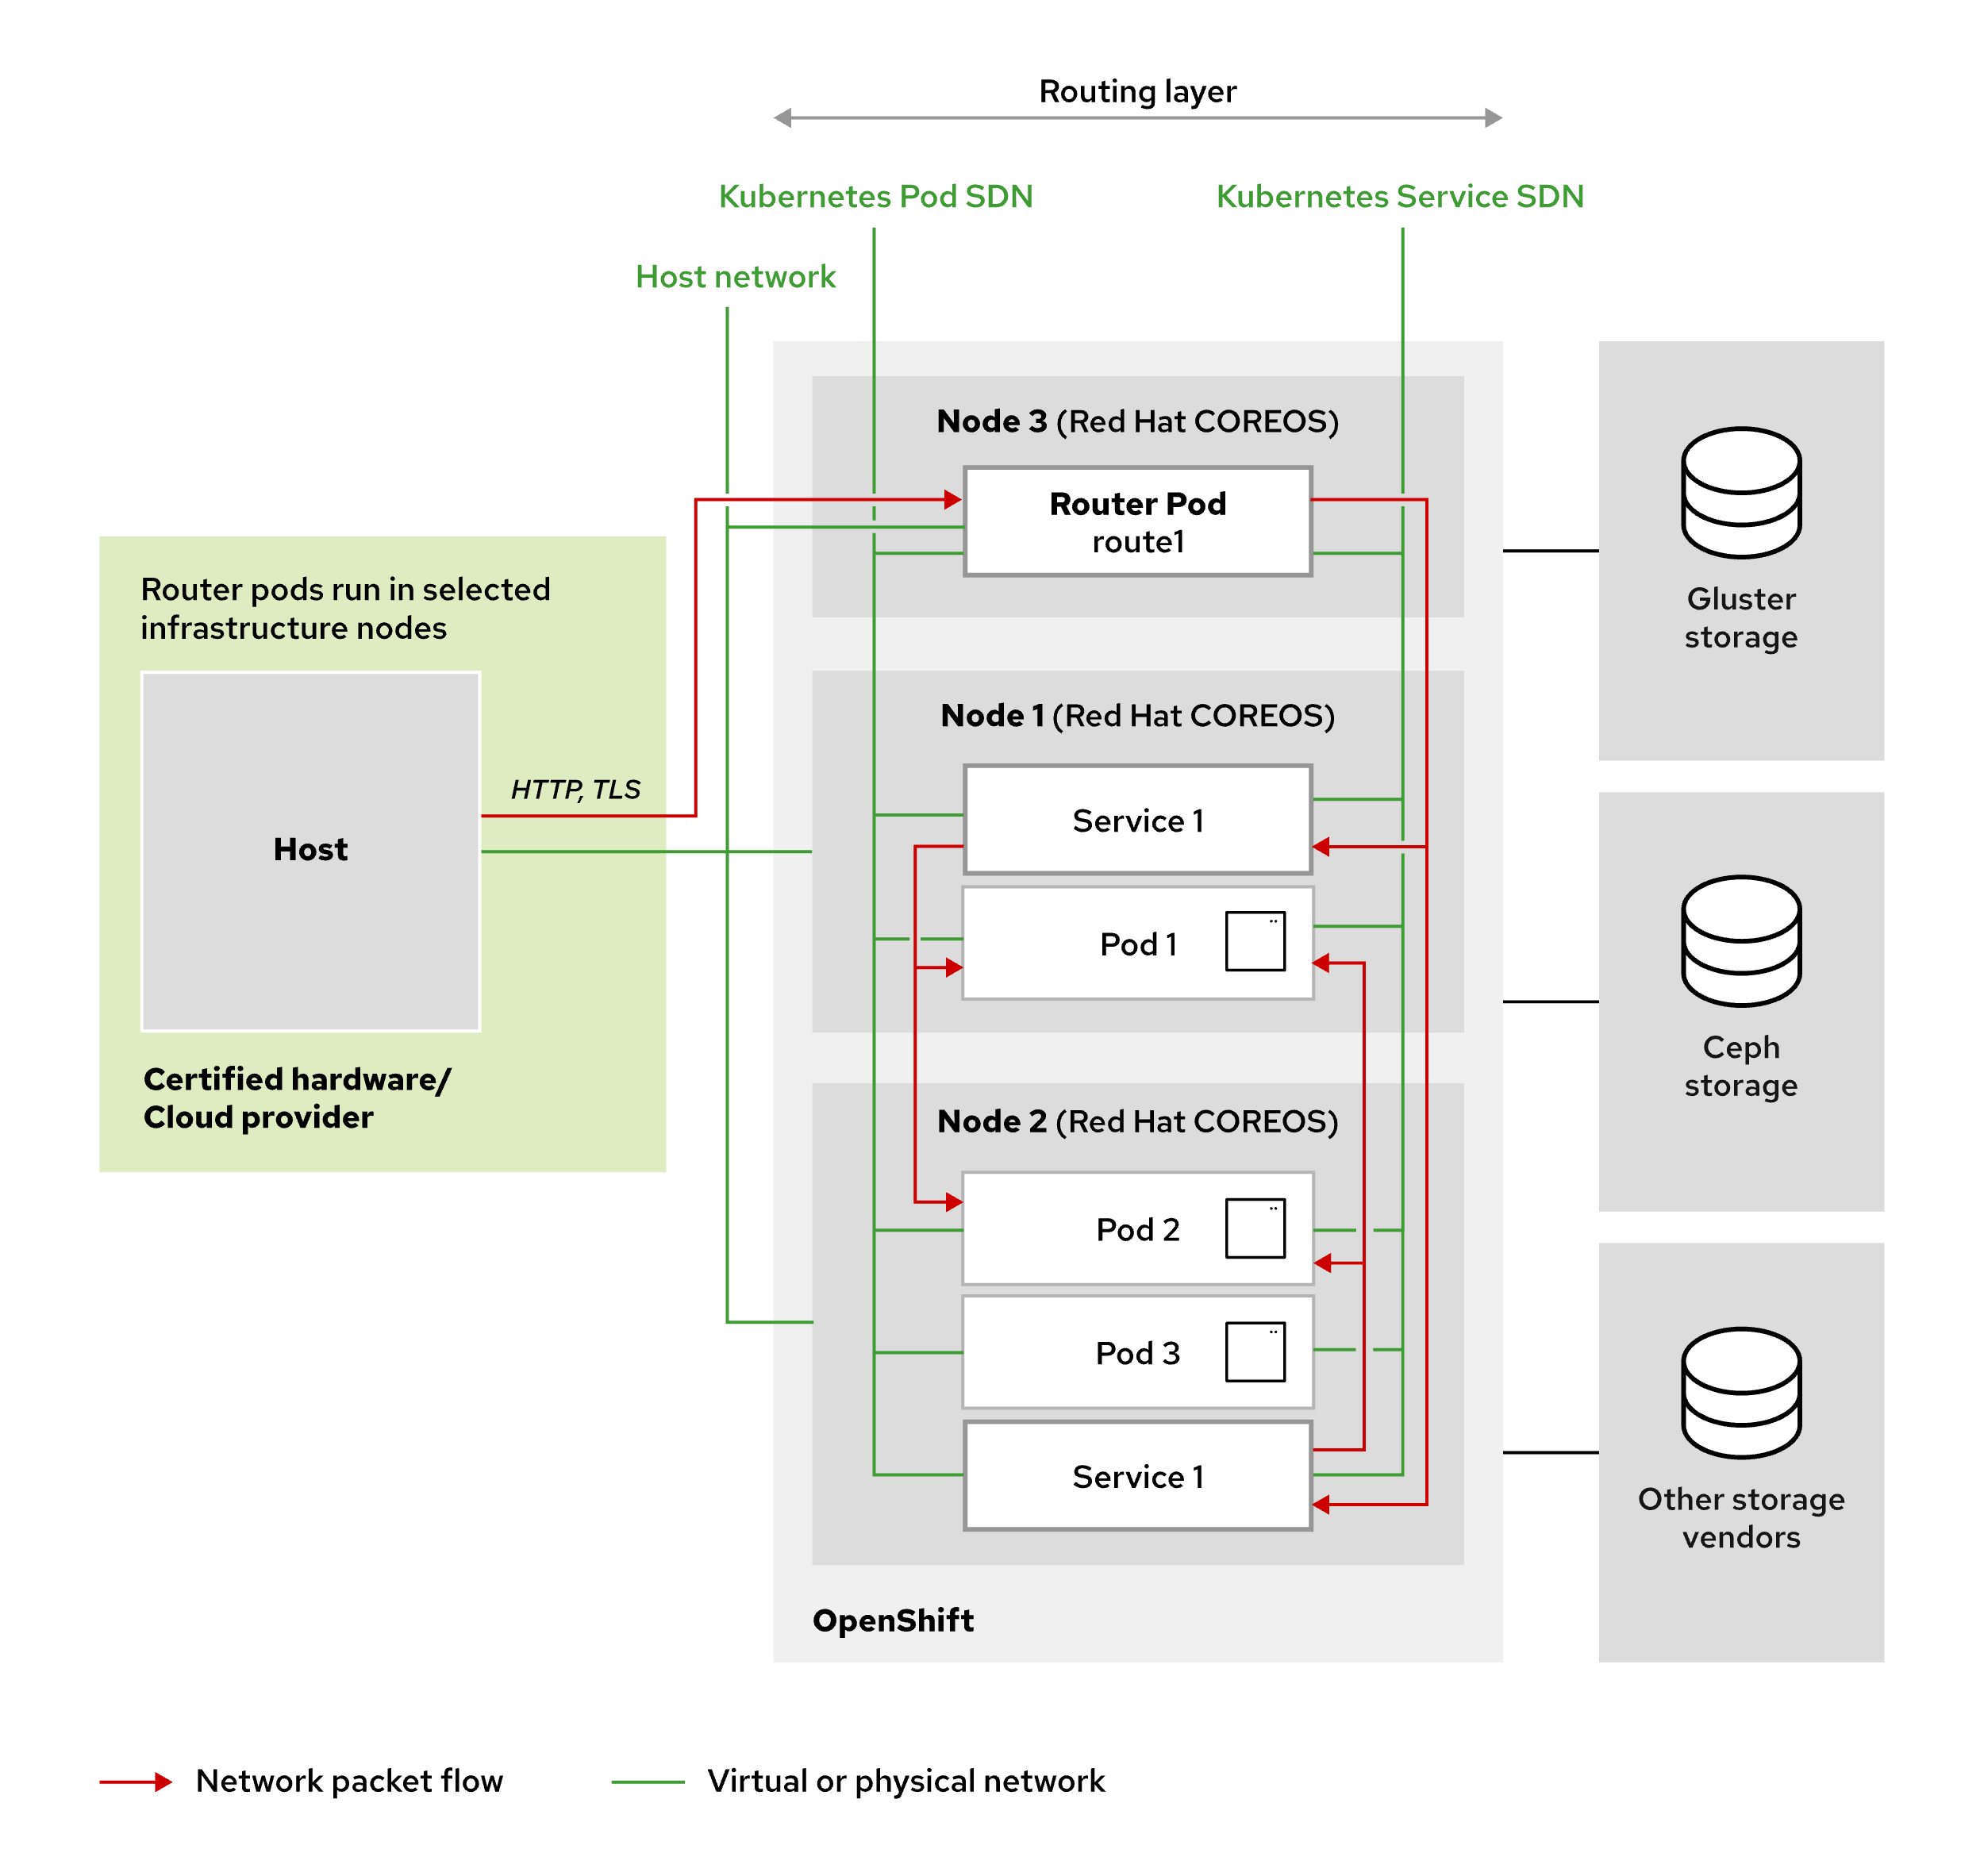 Routing layer
Kubernetes Pod SDN
Kubernetes Service SDN
Host network
Node 3 (Red Hat COREOS)
Router Pod
route1
Router pods run in selected
infrastructure nodes
HTTP, TLS
Host
Certified hardware/
Cloud provider
Node 1 (Red Hat COREOS)
Service 1
Pod 1
Node 2 (Red Hat COREOS)
Pod 2
Pod 3
Service 1
OpenShift
Gluster
storage
Ceph
storage
Other storage
vendors
Network packet flow
Virtual or physical network